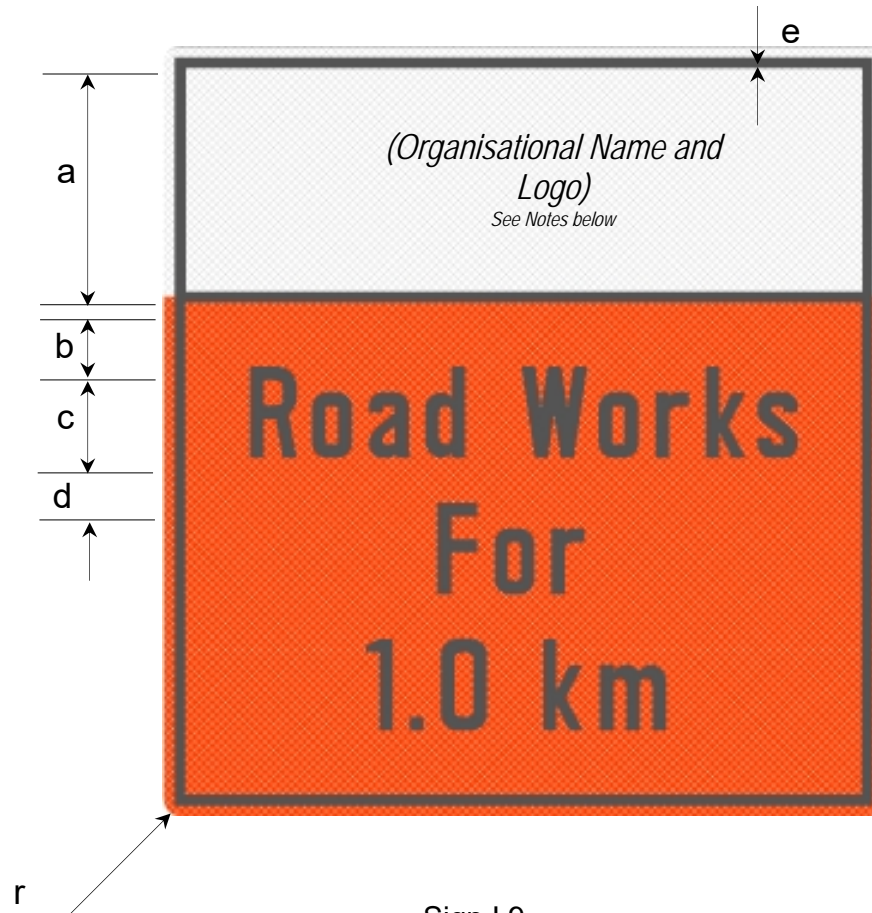 e
a
(Organisational Name and
Logo)
See Notes below
b
c
d
Road Works
For
1.0 km
r